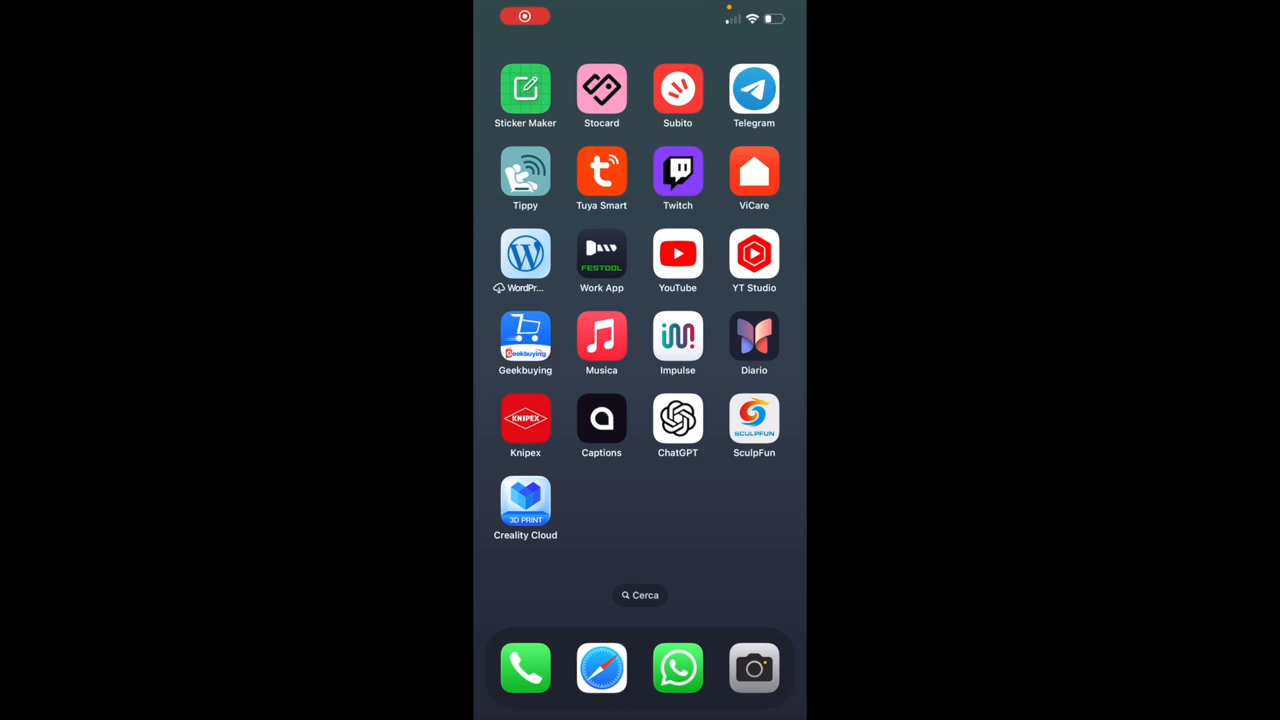 Sticker Maker
Stocard
Subito
Telegram
Tippy
Tuya Smart
Twitch
ViCare
FESTOOL
WordPr...
Work App
YouTube
YT Studio
Geekbuying
Geekbuying
Musica
Impulse
Diario
KNIPEX
SCULPFUN
Knipex
Captions
ChatGPT
SculpFun
3D PRINT
Creality Cloud
Cerca